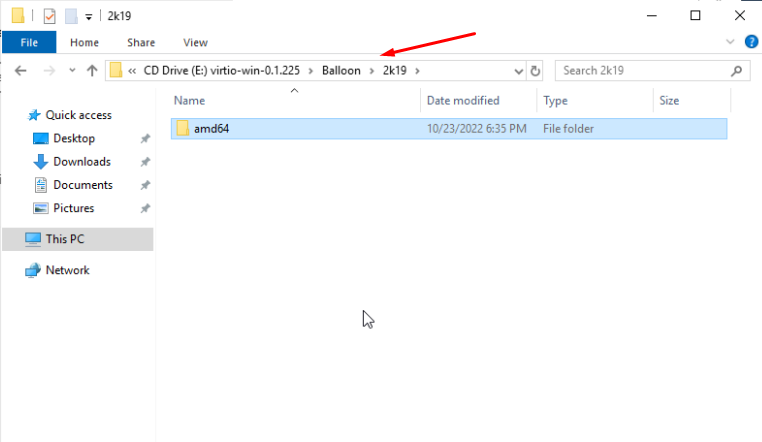 2k19
File Home Share View
« CD Drive (E:) virtio-win-0.1.225 › Balloon › 2k19 › Search 2k19
Name Date modified Type Size
Quick access
amd64 10/23/2022 6:35 PM File folder
Desktop
Downloads
Documents
Pictures
This PC
Network